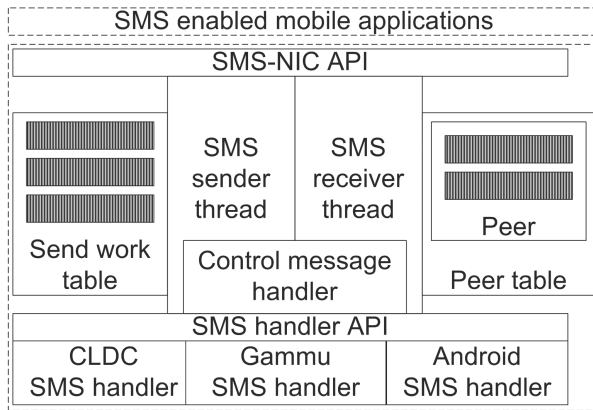 SMS enabled mobile applications
SMS-NIC API
SMS
sender
thread
SMS
receiver
thread
Send work
table
Peer
Peer table
Control message
handler
SMS handler API
CLDC
SMS handler
Gammu
SMS handler
Android
SMS handler